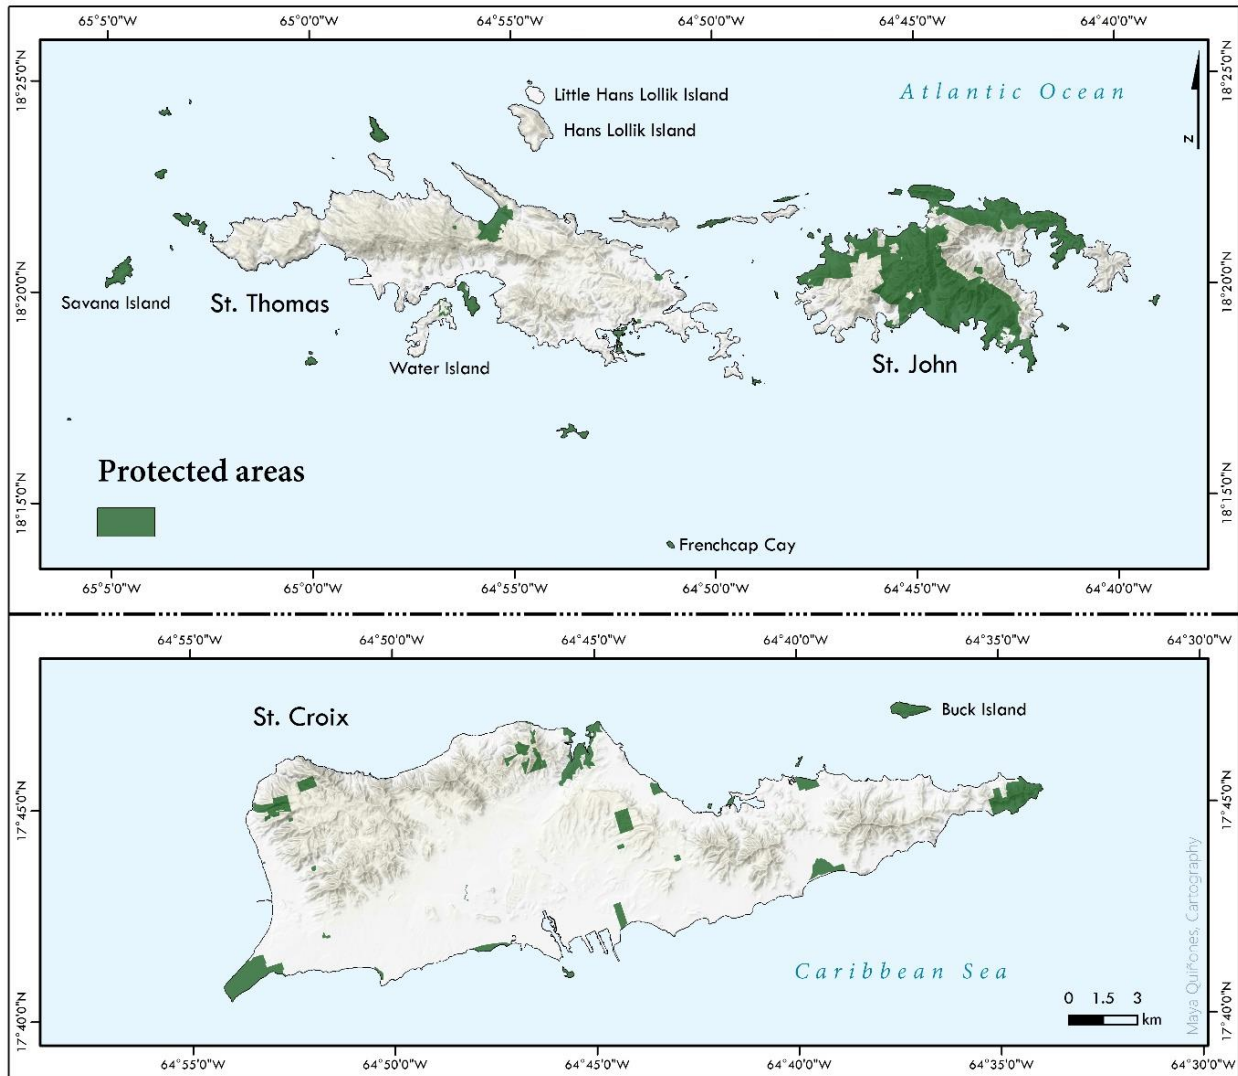 65°5'0"W 65°0'0"W 64°55'0"W 64°50'0"W 64°45'0"W 64°40'0"W
18°25'0"N
18°25'0"N
Little Hans Lollik Island
Atlantic Ocean
Hans Lollik Island
N
18°20'0"N
18°20'0"N
Savana Island
St. Thomas
Water Island
St. John
Protected areas
18°15'0"N
18°15'0"N
Frenchcap Cay
65°5'0"W 65°0'0"W 64°55'0"W 64°50'0"W 64°45'0"W 64°40'0"W
64°55'0"W 64°50'0"W 64°45'0"W 64°40'0"W 64°35'0"W 64°30'0"W
St. Croix
Buck Island
17°45'0"N
17°45'0"N
Maya Quiñones, Cartography
Caribbean Sea
0 1.5 3
km
17°40'0"N
17°40'0"N
64°55'0"W 64°50'0"W 64°45'0"W 64°40'0"W 64°35'0"W 64°30'0"W